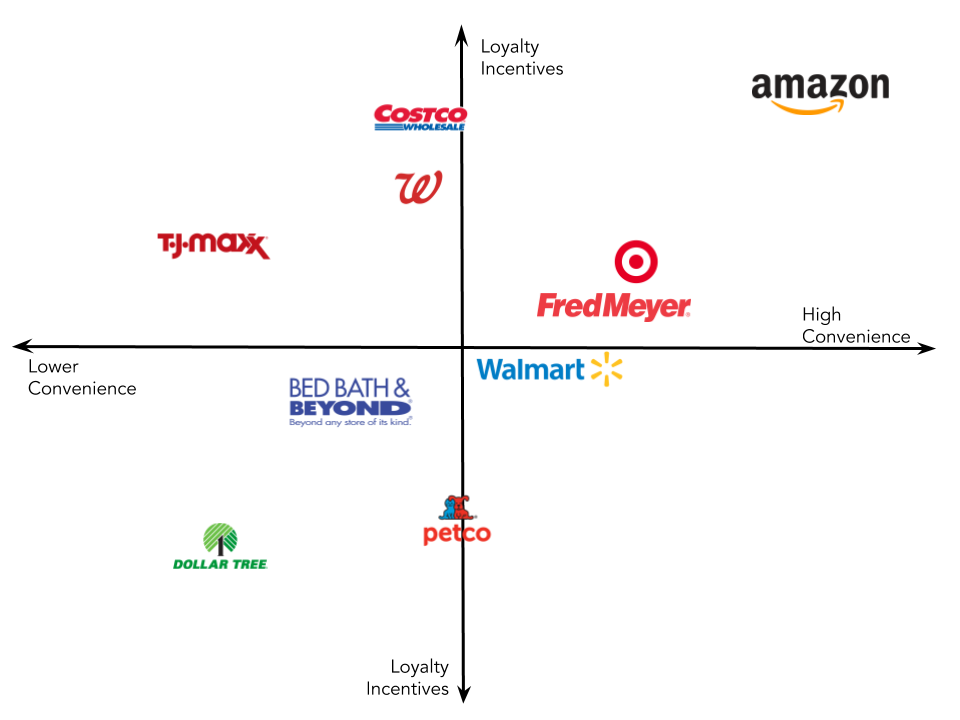 Loyalty
Incentives
amazon
COSTCO
WHOLESALE
W
T·J·maxx
FredMeyer®
High
Convenience
Lower
Convenience
Walmart
BED BATH &
BEYOND®
Beyond any store of its kind.®
petco
DOLLAR TREE
Loyalty
Incentives